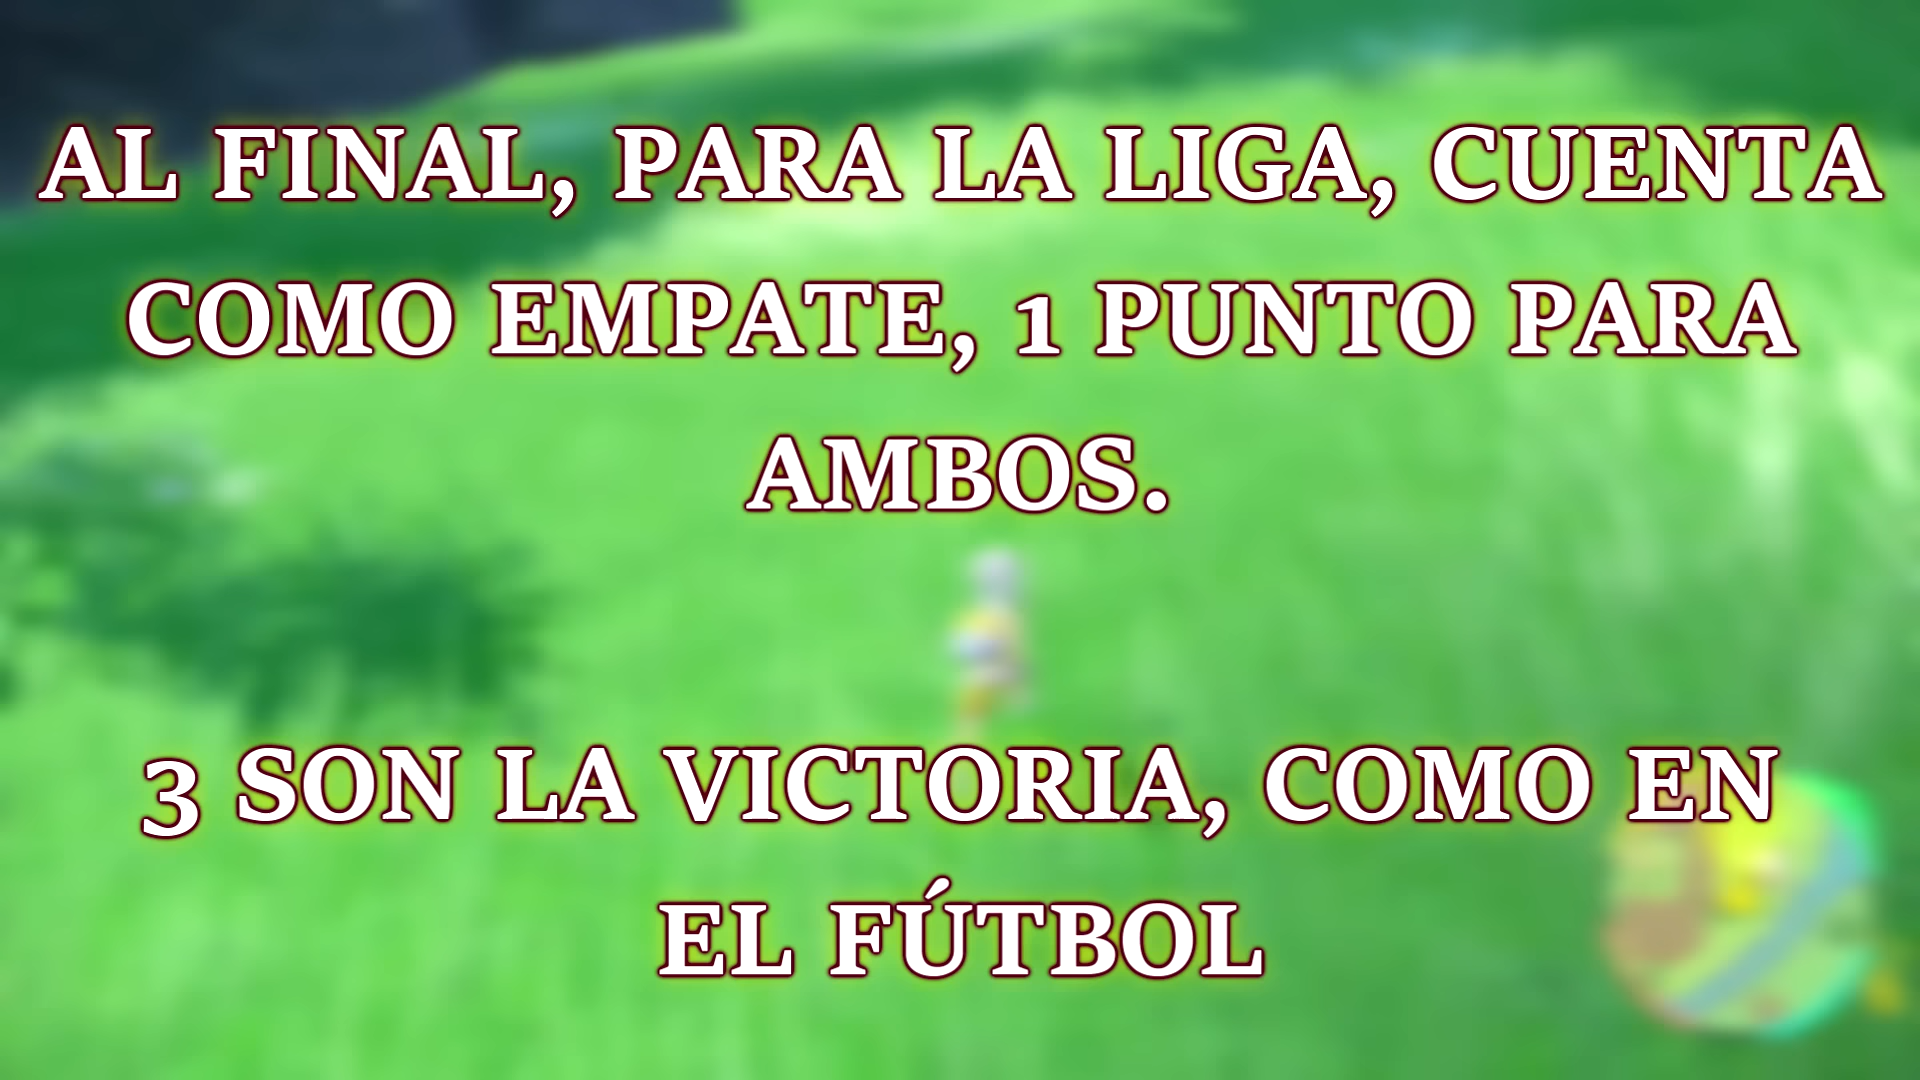 AL FINAL, PARA LA LIGA, CUENTA
COMO EMPATE, 1 PUNTO PARA
AMBOS.
3 SON LA VICTORIA, COMO EN
EL FÚTBOL